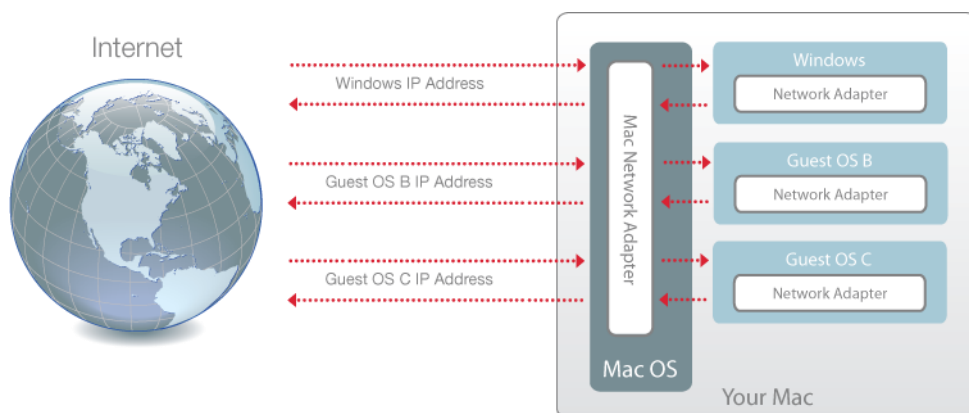 Internet
Windows IP Address
Guest OS B IP Address
Guest OS C IP Address
Mac Network Adapter
Mac OS
Windows
Network Adapter
Guest OS B
Network Adapter
Guest OS C
Network Adapter
Your Mac